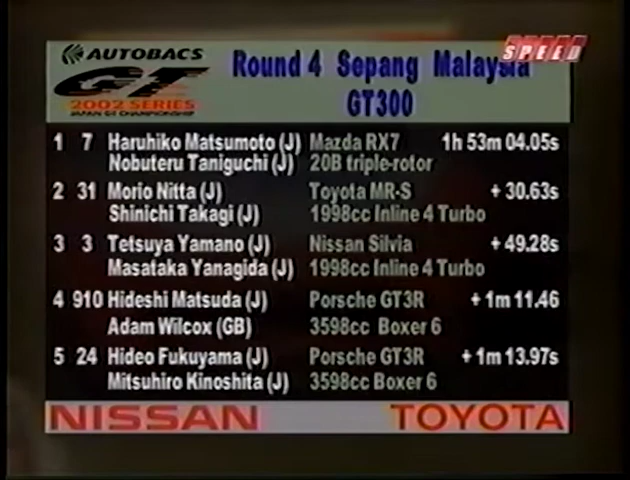 SPEED
AUTOBACS
GT
2002 SERIES
JAPAN GT CHAMPIONSHIP
Round 4 Sepang Malaysia
GT300
1 7 Haruhiko Matsumoto (J) Mazda RX7 1h 53m 04.05s
Nobuteru Taniguchi (J) 20B triple-rotor
2 31 Morio Nitta (J) Toyota MR-S + 30.63s
Shinichi Takagi (J) 1998cc Inline 4 Turbo
3 3 Tetsuya Yamano (J) Nissan Silvia + 49.28s
Masataka Yanagida (J) 1998cc Inline 4 Turbo
4 910 Hideshi Matsuda (J) Porsche GT3R + 1m 11.46
Adam Wilcox (GB) 3598cc Boxer 6
5 24 Hideo Fukuyama (J) Porsche GT3R + 1m 13.97s
Mitsuhiro Kinoshita (J) 3598cc Boxer 6
NISSAN TOYOTA